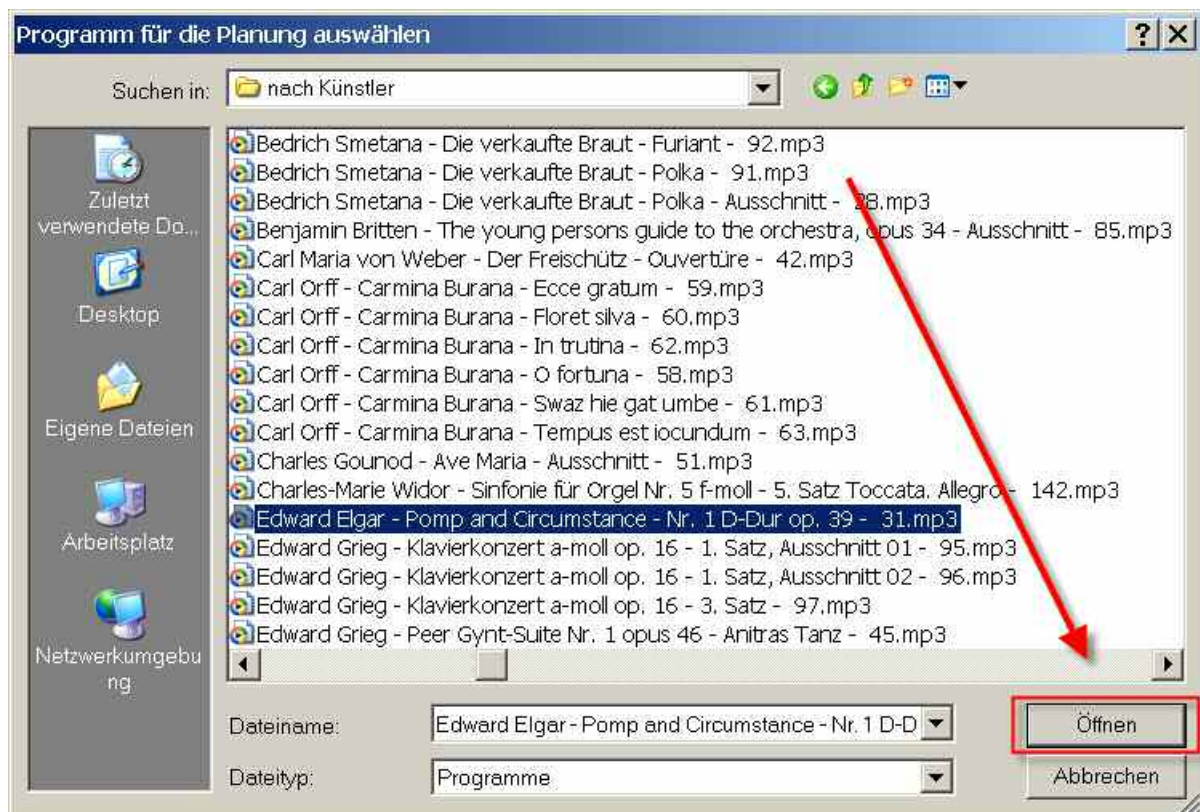 Programm für die Planung auswählen
Suchen in:
nach Künstler
Zuletzt
verwendete Do...
Desktop
Eigene Dateien
Arbeitsplatz
Netzwerkumgebu
ng
Bedrich Smetana - Die verkaufte Braut - Furiant - 92.mp3
Bedrich Smetana - Die verkaufte Braut - Polka - 91.mp3
Bedrich Smetana - Die verkaufte Braut - Polka - Ausschnitt - 28.mp3
Benjamin Britten - The young persons guide to the orchestra, opus 34 - Ausschnitt - 85.mp3
Carl Maria von Weber - Der Freischütz - Ouvertüre - 42.mp3
Carl Orff - Carmina Burana - Ecce gratum - 59.mp3
Carl Orff - Carmina Burana - Floret silva - 60.mp3
Carl Orff - Carmina Burana - In trutina - 62.mp3
Carl Orff - Carmina Burana - O fortuna - 58.mp3
Carl Orff - Carmina Burana - Swaz hie gat umbe - 61.mp3
Carl Orff - Carmina Burana - Tempus est iocundum - 63.mp3
Charles Gounod - Ave Maria - Ausschnitt - 51.mp3
Charles-Marie Widor - Sinfonie für Orgel Nr. 5 f-moll - 5. Satz Toccata. Allegro - 142.mp3
Edward Elgar - Pomp and Circumstance - Nr. 1 D-Dur op. 39 - 31.mp3
Edward Grieg - Klavierkonzert a-moll op. 16 - 1. Satz, Ausschnitt 01 - 95.mp3
Edward Grieg - Klavierkonzert a-moll op. 16 - 1. Satz, Ausschnitt 02 - 96.mp3
Edward Grieg - Klavierkonzert a-moll op. 16 - 3. Satz - 97.mp3
Edward Grieg - Peer Gynt-Suite Nr. 1 opus 46 - Anitras Tanz - 45.mp3
Dateiname:
Edward Elgar - Pomp and Circumstance - Nr. 1 D-D
Öffnen
Dateityp:
Programme
Abbrechen